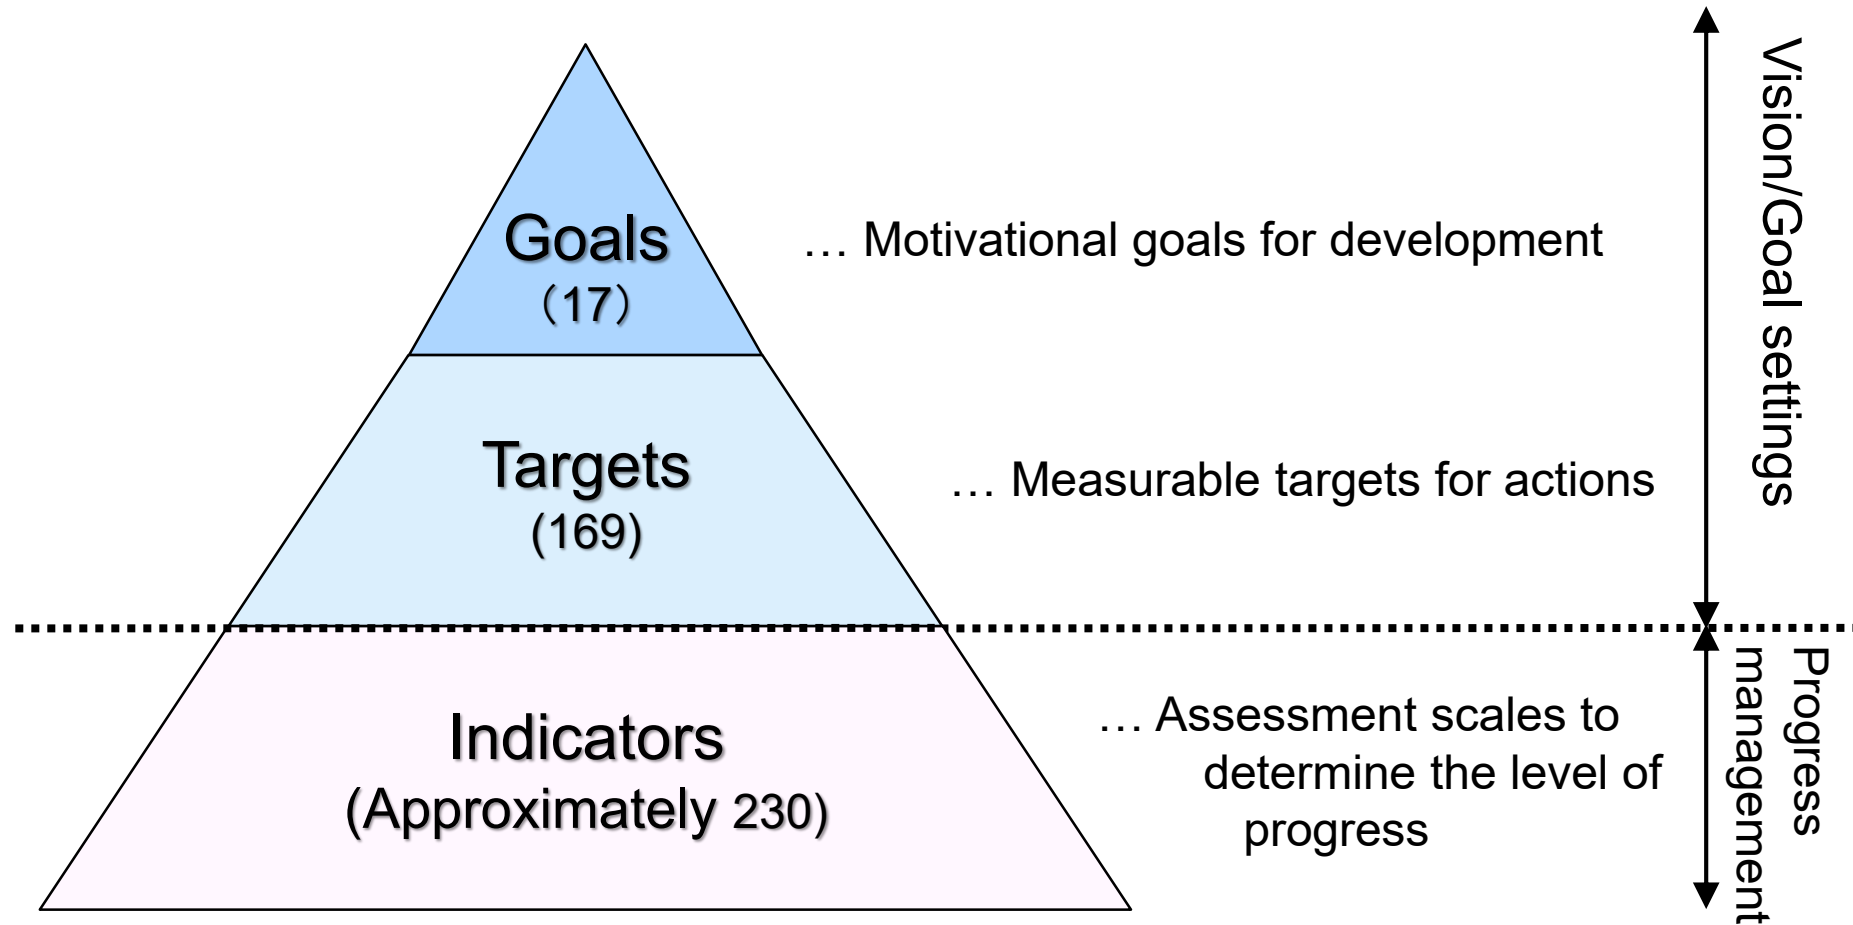 Goals
（17）
… Motivational goals for development
Targets
(169)
… Measurable targets for actions
Indicators
(Approximately 230)
… Assessment scales to
determine the level of
progress
Vision/Goal settings
Progress
management